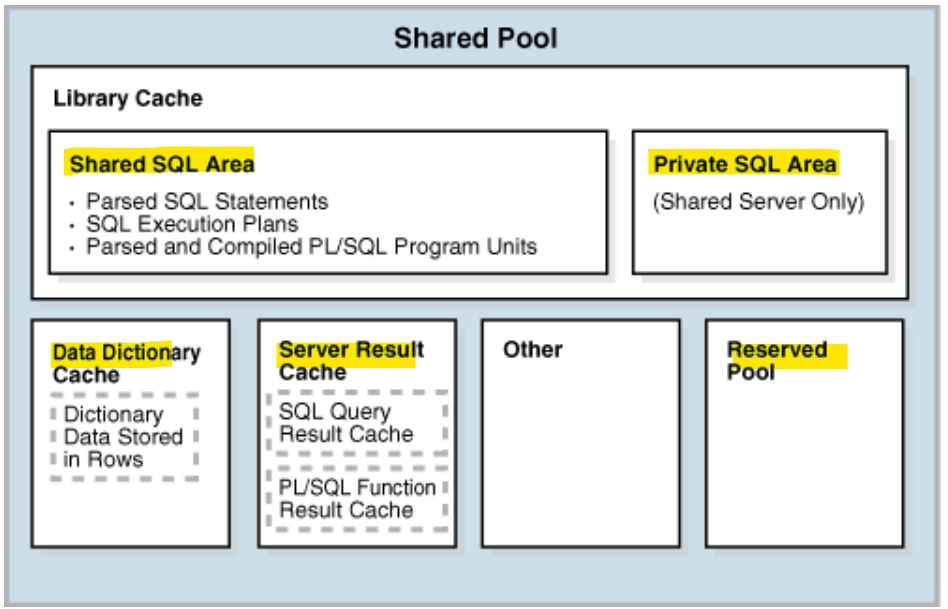 Shared Pool
Library Cache
Shared SQL Area
• Parsed SQL Statements
• SQL Execution Plans
• Parsed and Compiled PL/SQL Program Units
Private SQL Area
(Shared Server Only)
Data Dictionary
Cache
Dictionary
Data Stored
in Rows
Server Result
Cache
SQL Query
Result Cache
PL/SQL Function
Result Cache
Other
Reserved
Pool